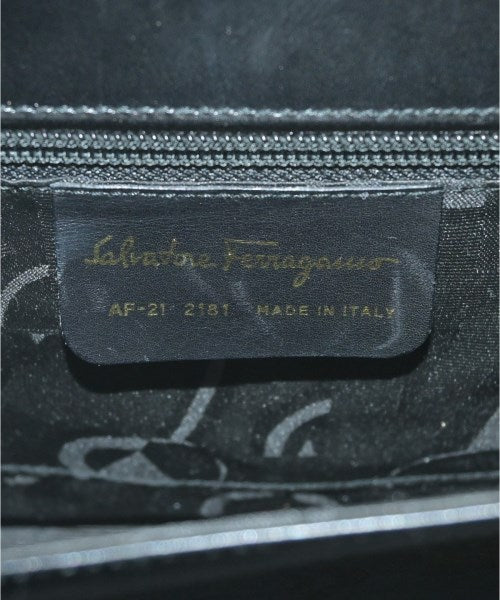 Salvatore Ferragamo
AF-21 2181 MADE IN ITALY